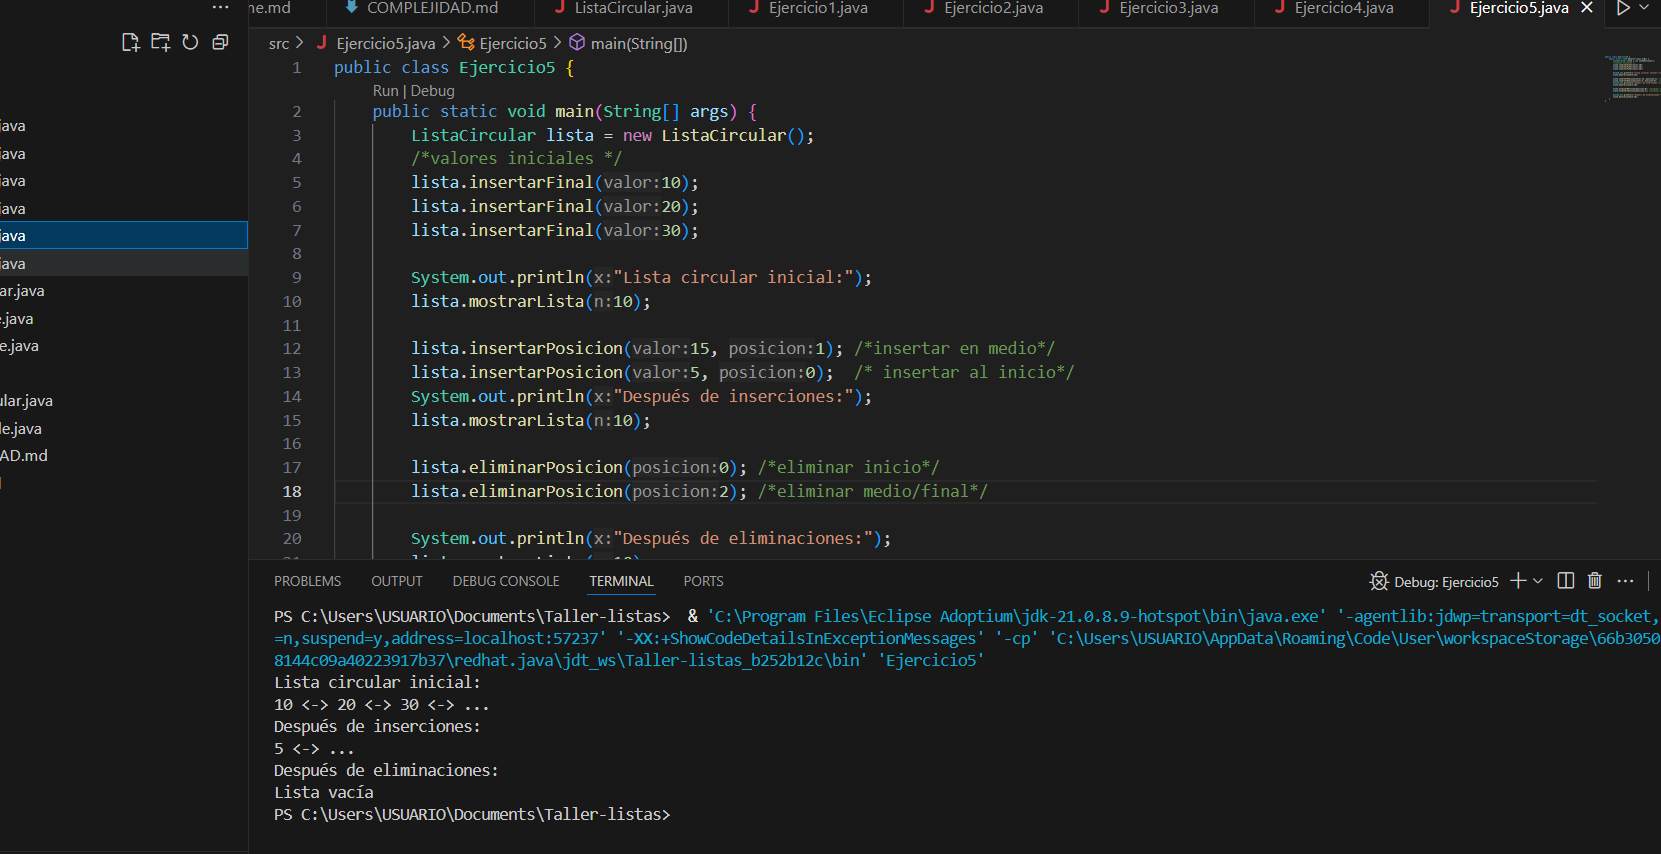 me.md COMPLEJIDAD.md ListaCircular.java Ejercicio1.java Ejercicio2.java Ejercicio3.java Ejercicio4.java Ejercicio5.java
src > Ejercicio5.java > Ejercicio5 > main(String[])
java
java
java
java
java
java
ar.java
e.java
e.java
ular.java
le.java
AD.md
1 public class Ejercicio5 {
Run | Debug
2 public static void main(String[] args) {
3 ListaCircular lista = new ListaCircular();
4 /*valores iniciales */
5 lista.insertarFinal(valor:10);
6 lista.insertarFinal(valor:20);
7 lista.insertarFinal(valor:30);
8
9 System.out.println(x:"Lista circular inicial:");
10 lista.mostrarLista(n:10);
11
12 lista.insertarPosicion(valor:15, posicion:1); /*insertar en medio*/
13 lista.insertarPosicion(valor:5, posicion:0);  /* insertar al inicio*/
14 System.out.println(x:"Después de inserciones:");
15 lista.mostrarLista(n:10);
16
17 lista.eliminarPosicion(posicion:0); /*eliminar inicio*/
18 lista.eliminarPosicion(posicion:2); /*eliminar medio/final*/
19
20 System.out.println(x:"Después de eliminaciones:");
PROBLEMS OUTPUT DEBUG CONSOLE TERMINAL PORTS Debug: Ejercicio5
PS C:\Users\USUARIO\Documents\Taller-listas>  & 'C:\Program Files\Eclipse Adoptium\jdk-21.0.8.9-hotspot\bin\java.exe' '-agentlib:jdwp=transport=dt_socket,
=n,suspend=y,address=localhost:57237' '-XX:+ShowCodeDetailsInExceptionMessages' '-cp' 'C:\Users\USUARIO\AppData\Roaming\Code\User\workspaceStorage\66b3050
8144c09a40223917b37\redhat.java\jdt_ws\Taller-listas_b252b12c\bin' 'Ejercicio5'
Lista circular inicial:
10 <-> 20 <-> 30 <-> ...
Después de inserciones:
5 <-> ...
Después de eliminaciones:
Lista vacía
PS C:\Users\USUARIO\Documents\Taller-listas>